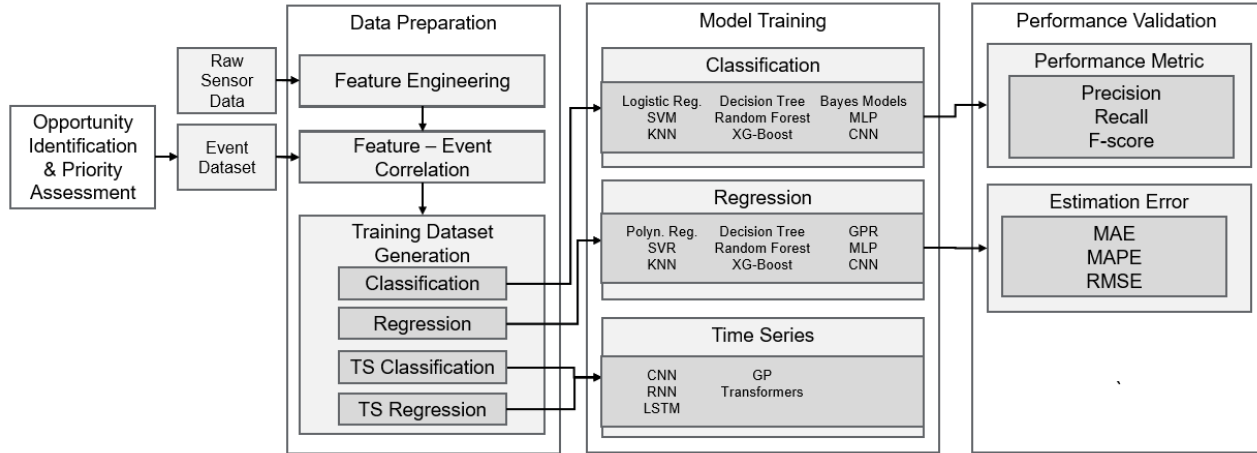 Opportunity
Identification
& Priority
Assessment
Raw
Sensor
Data
Event
Dataset
Data Preparation
Feature Engineering
Feature – Event
Correlation
Training Dataset
Generation
Classification
Regression
TS Classification
TS Regression
Model Training
Classification
Logistic Reg. Decision Tree Bayes Models
SVM Random Forest MLP
KNN XG-Boost CNN
Regression
Polyn. Reg. Decision Tree GPR
SVR Random Forest MLP
KNN XG-Boost CNN
Time Series
CNN GP
RNN Transformers
LSTM
Performance Validation
Performance Metric
Precision
Recall
F-score
Estimation Error
MAE
MAPE
RMSE
`